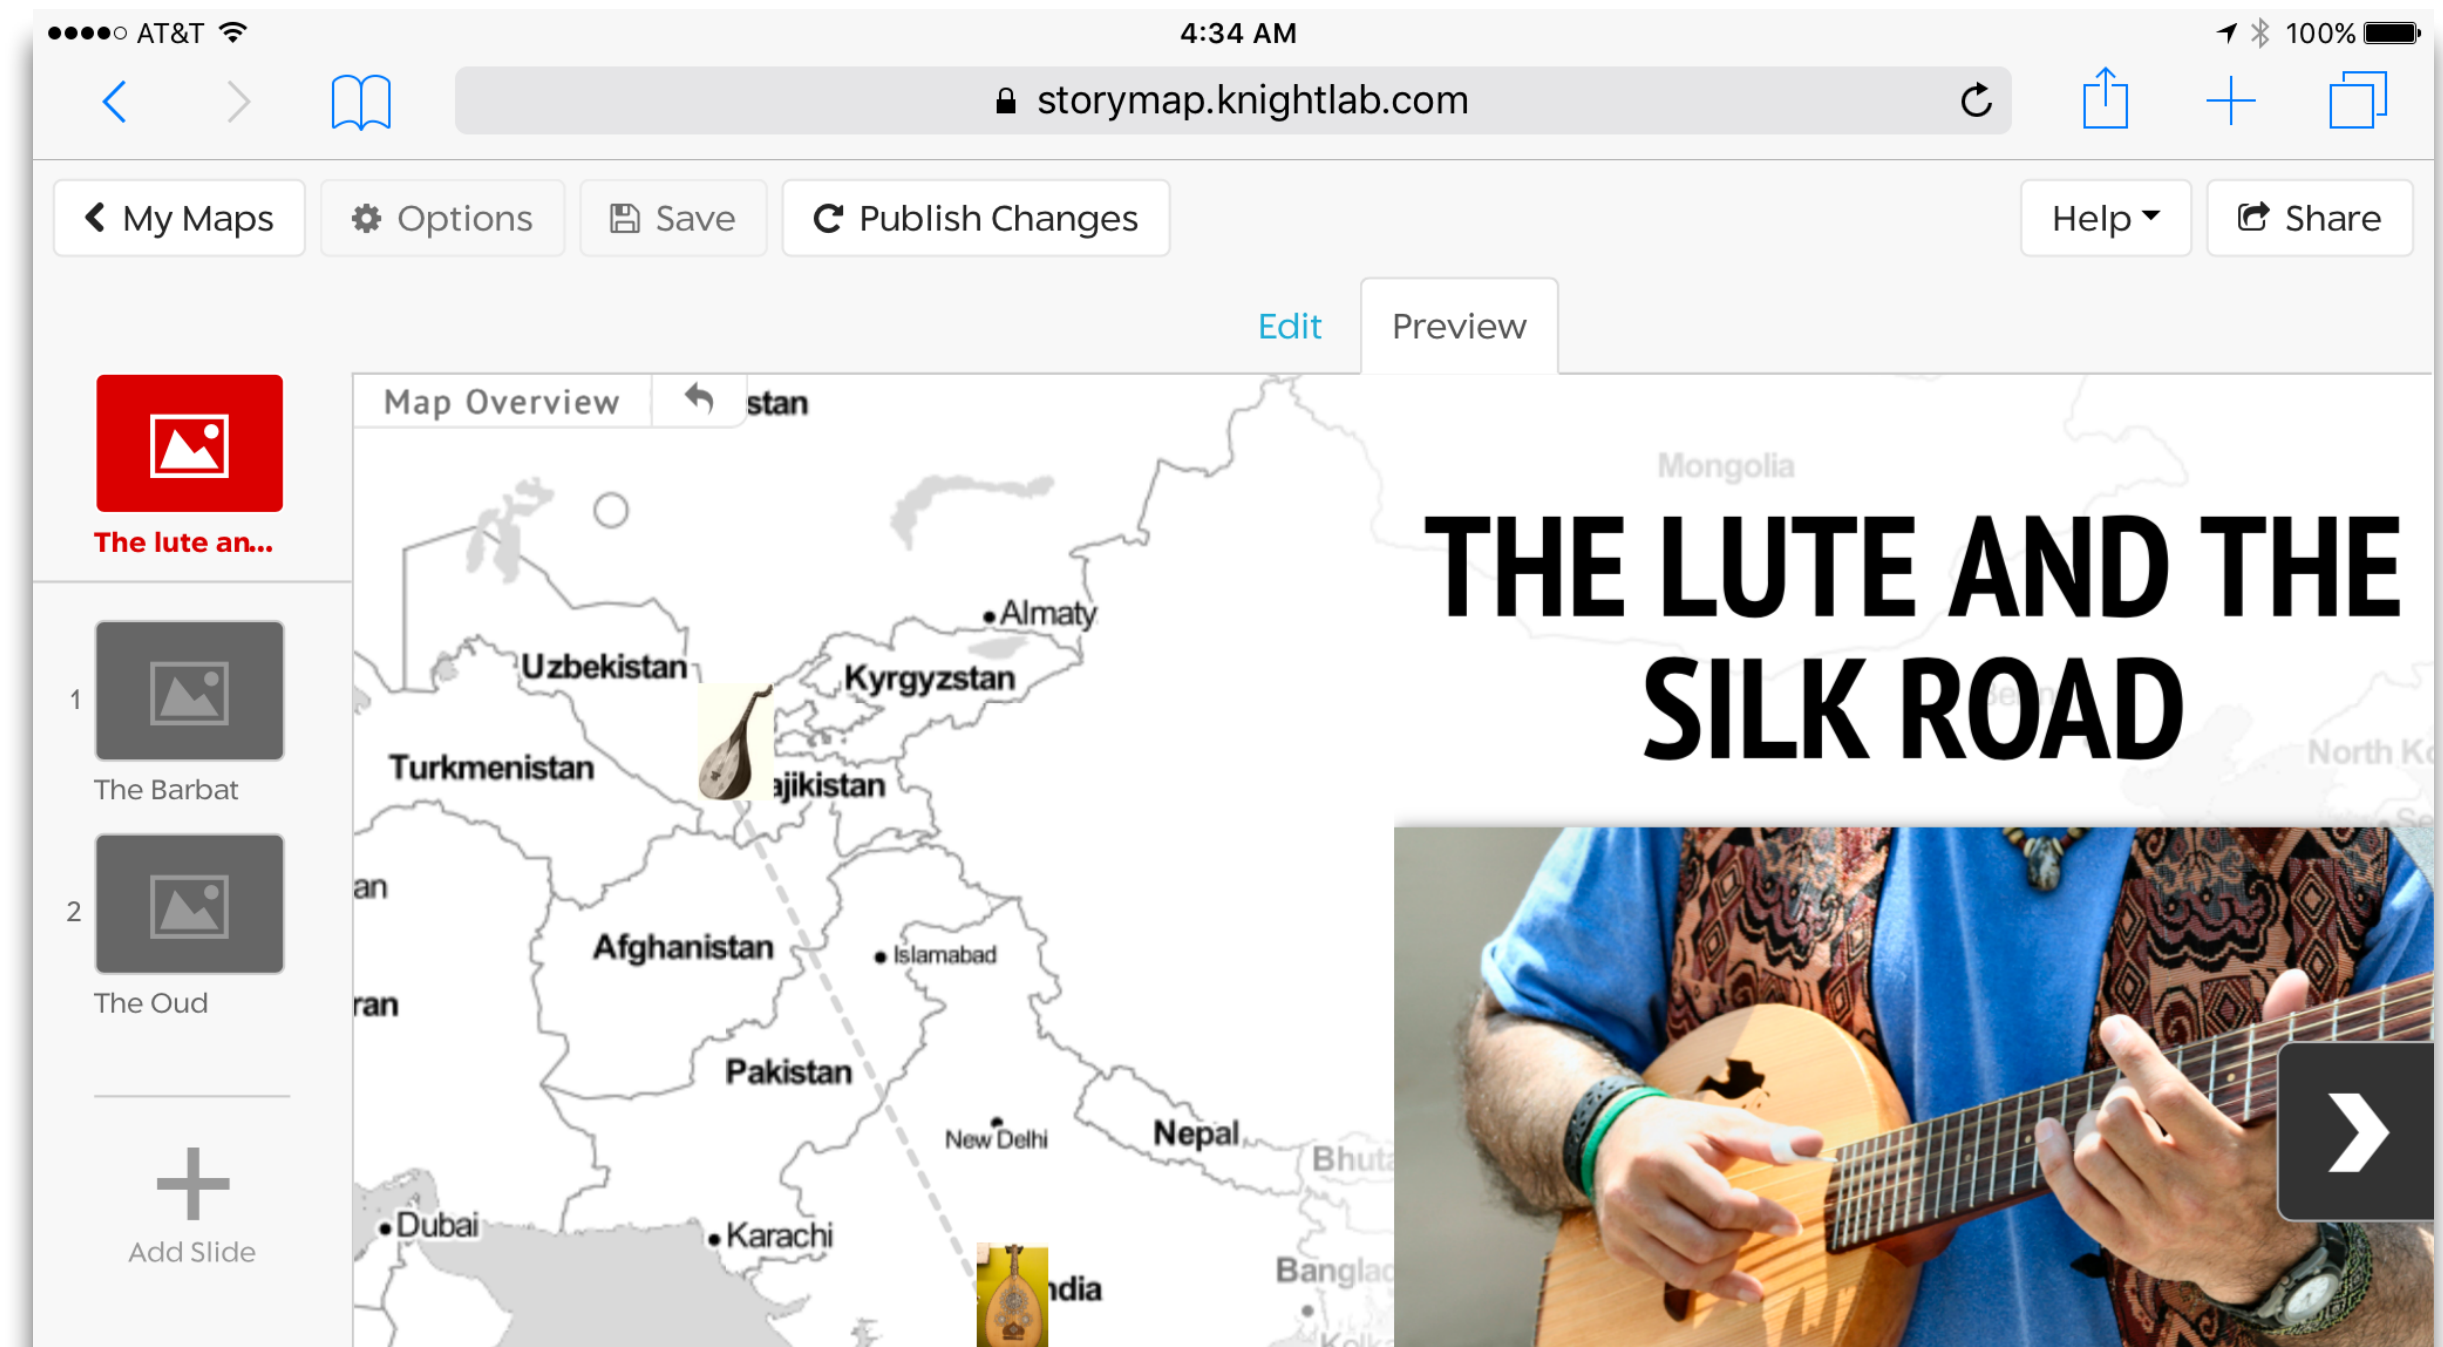 AT&T
4:34 AM
100%
storymap.knightlab.com
My Maps
Options
Save
Publish Changes
Help
Share
Edit
Preview
The lute an...
1
The Barbat
2
The Oud
Add Slide
Map Overview
stan
Mongolia
THE LUTE AND THE
SILK ROAD
Almaty
Uzbekistan
Kyrgyzstan
Turkmenistan
ajikistan
North Ko
an
Afghanistan
Islamabad
ran
Pakistan
New Delhi
Nepal
Bhuta
Dubai
Karachi
ndia
Banglad
Kolka